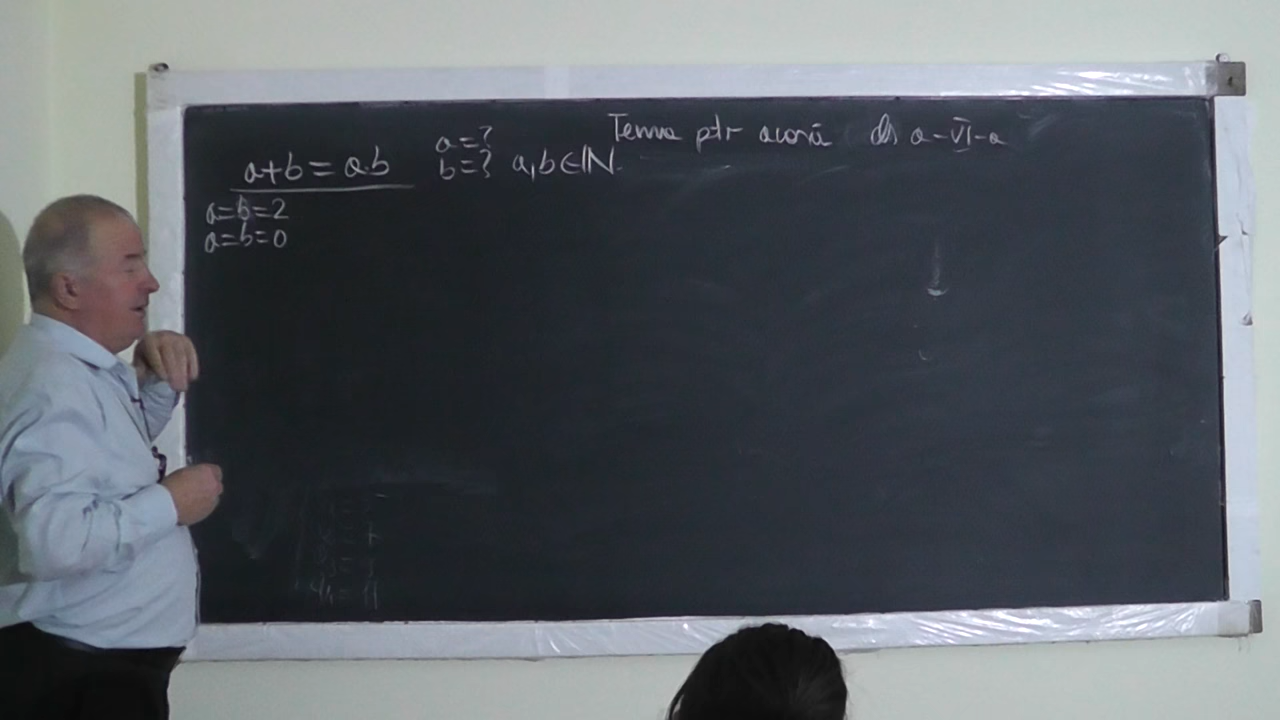 a+b=a·b
a=?
b=? a,b∈ℕ.
Tema ptr acasă cls a-VI-a
a=b=2
a=b=0